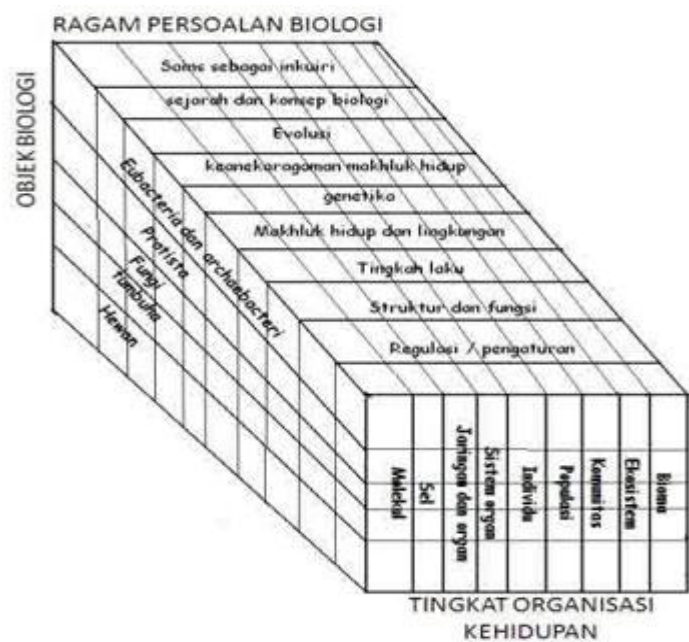 RAGAM PERSOALAN BIOLOGI
OBJEK BIOLOGI
Sains sebagai inkuiri
sejarah dan konsep biologi
Evolusi
keanekaragaman makhluk hidup
genetika
Makhluk hidup dan lingkungan
Tingkah laku
Struktur dan fungsi
Regulasi / pengaturan
Eubacteria dan archaebacteri
Protista
Fungi
tumbuha
Hewan
Molekul
Sel
Jaringan dan organ
Sistem organ
Individu
Populasi
Komunitas
Ekosistem
Bioma
TINGKAT ORGANISASI
KEHIDUPAN